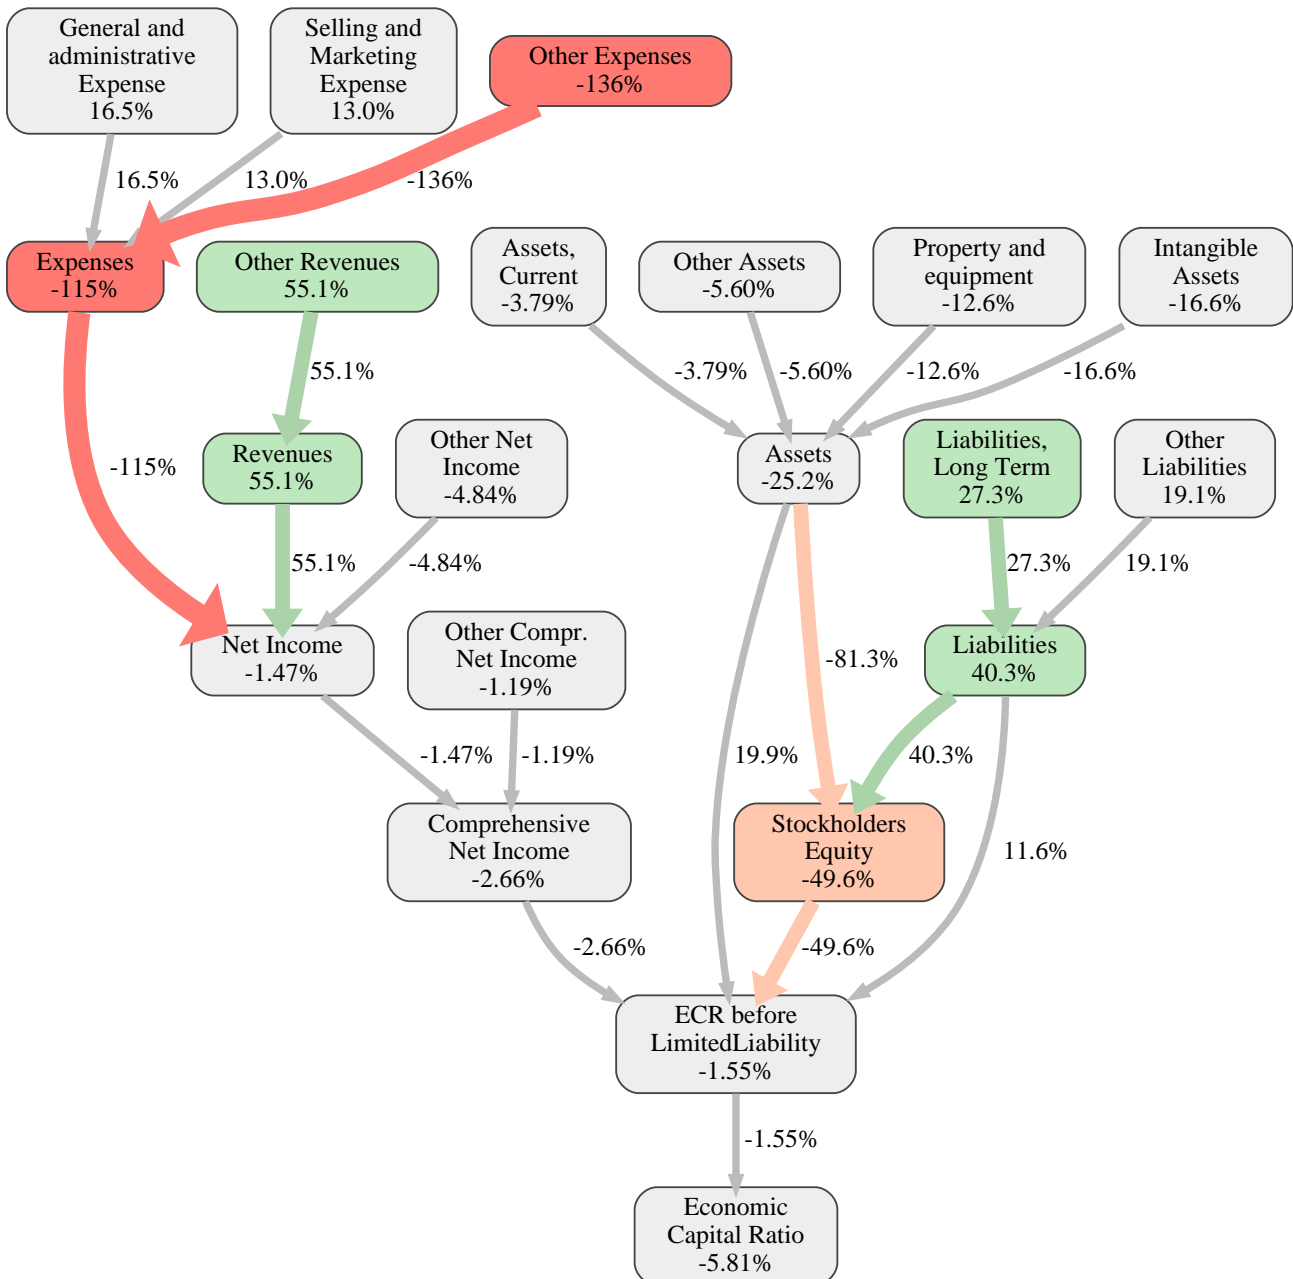 General and
administrative
Expense
16.5%
Selling and
Marketing
Expense
13.0%
Other Expenses
-136%
16.5%
13.0%
-136%
Expenses
-115%
Other Revenues
55.1%
Assets,
Current
-3.79%
Other Assets
-5.60%
Property and
equipment
-12.6%
Intangible
Assets
-16.6%
55.1%
-3.79%
-5.60%
-12.6%
-16.6%
-115%
Revenues
55.1%
Other Net
Income
-4.84%
Assets
-25.2%
Liabilities,
Long Term
27.3%
Other
Liabilities
19.1%
55.1%
-4.84%
27.3%
19.1%
Net Income
-1.47%
Other Compr.
Net Income
-1.19%
-81.3%
Liabilities
40.3%
-1.47%
-1.19%
19.9%
40.3%
Comprehensive
Net Income
-2.66%
Stockholders
Equity
-49.6%
11.6%
-2.66%
-49.6%
ECR before
LimitedLiability
-1.55%
-1.55%
Economic
Capital Ratio
-5.81%